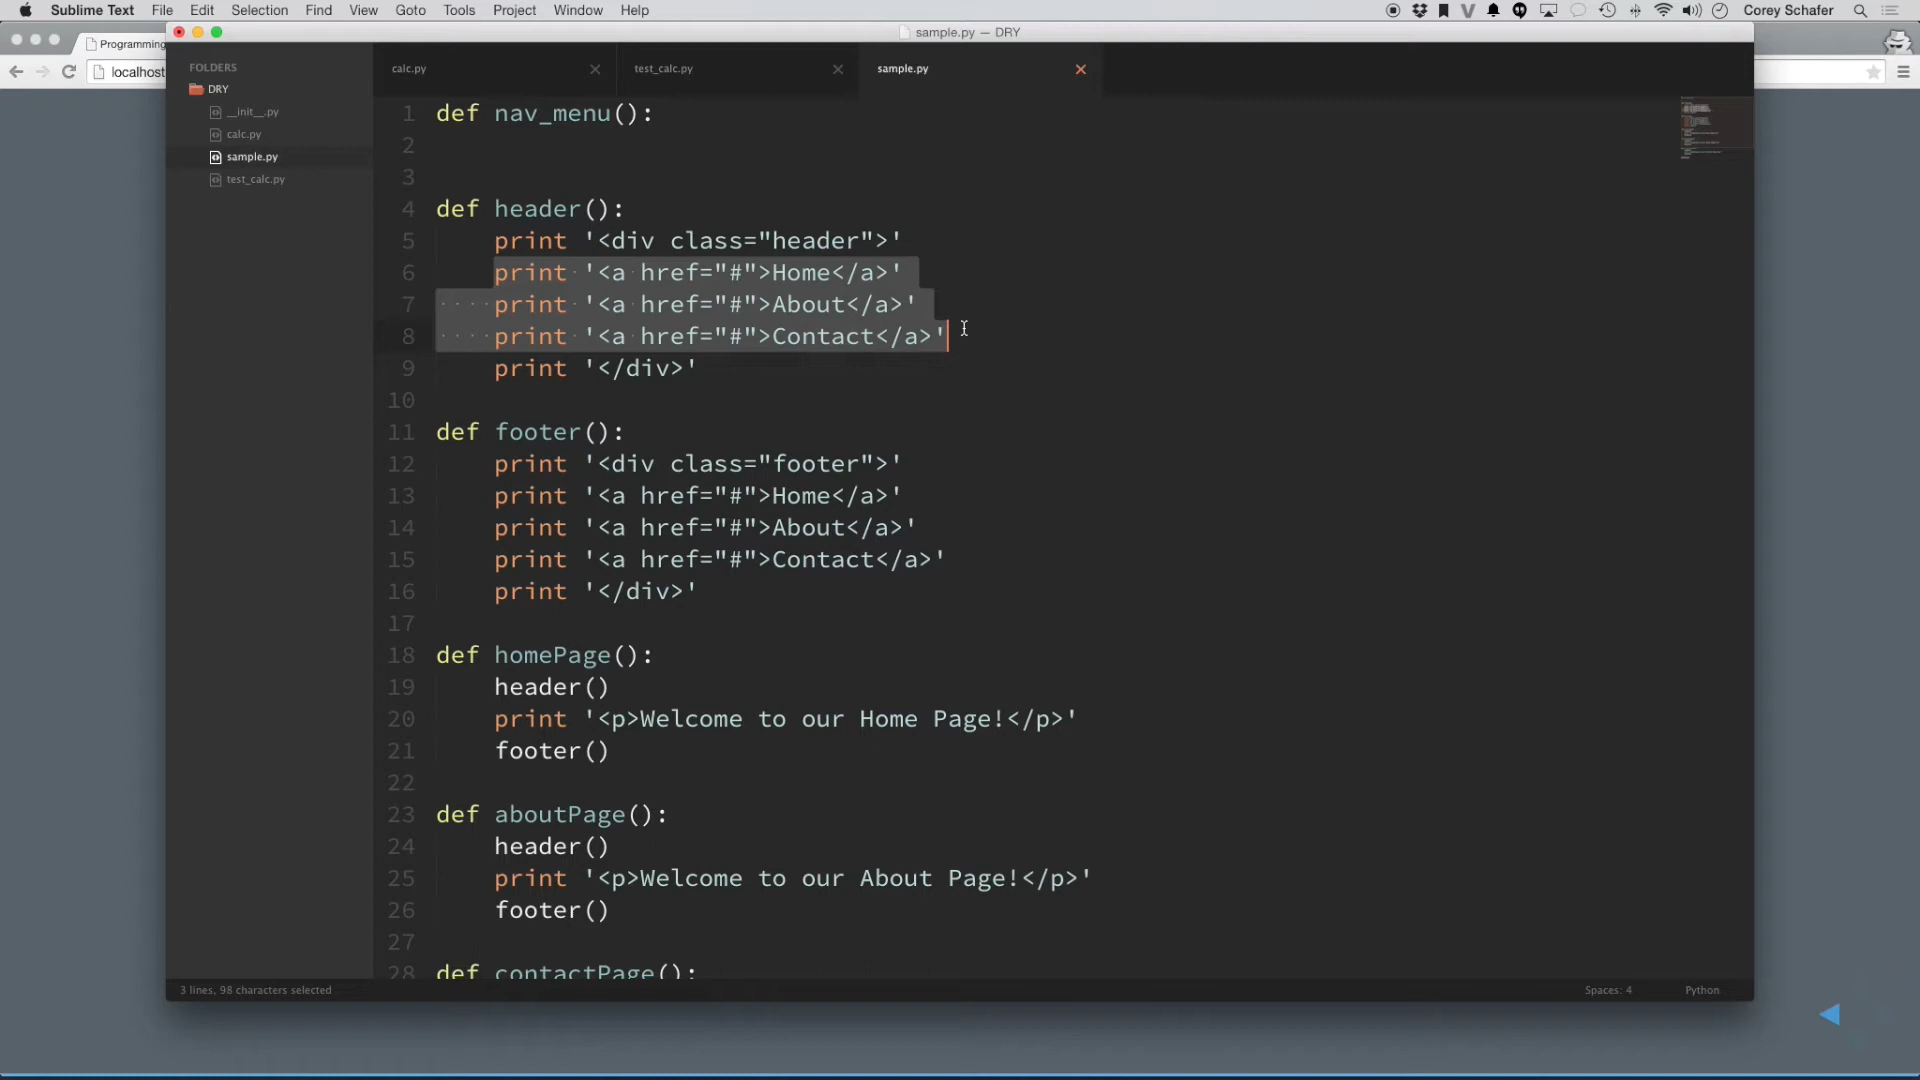 Sublime Text File Edit Selection Find View Goto Tools Project Window Help Corey Schafer
sample.py — DRY
Programming
localhost
FOLDERS
DRY
__init__.py
calc.py
sample.py
test_calc.py
calc.py test_calc.py sample.py
1 def nav_menu():
2
3
4 def header():
5 print '<div class="header">'
6 print '<a href="#">Home</a>'
7 print '<a href="#">About</a>'
8 print '<a href="#">Contact</a>'
9 print '</div>'
10
11 def footer():
12 print '<div class="footer">'
13 print '<a href="#">Home</a>'
14 print '<a href="#">About</a>'
15 print '<a href="#">Contact</a>'
16 print '</div>'
17
18 def homePage():
19 header()
20 print '<p>Welcome to our Home Page!</p>'
21 footer()
22
23 def aboutPage():
24 header()
25 print '<p>Welcome to our About Page!</p>'
26 footer()
27
28 def contactPage():
3 lines, 98 characters selected Spaces: 4 Python